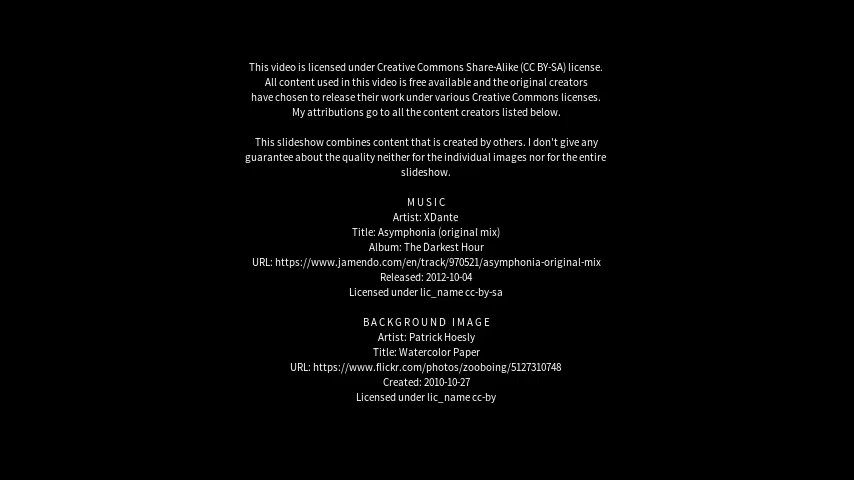 This video is licensed under Creative Commons Share-Alike (CC BY-SA) license.
All content used in this video is free available and the original creators
have chosen to release their work under various Creative Commons licenses.
My attributions go to all the content creators listed below.
This slideshow combines content that is created by others. I don't give any
guarantee about the quality neither for the individual images nor for the entire
slideshow.
MUSIC
Artist: XDante
Title: Asymphonia (original mix)
Album: The Darkest Hour
URL: https://www.jamendo.com/en/track/970521/asymphonia-original-mix
Released: 2012-10-04
Licensed under lic_name cc-by-sa
BACKGROUND IMAGE
Artist: Patrick Hoesly
Title: Watercolor Paper
URL: https://www.flickr.com/photos/zooboing/5127310748
Created: 2010-10-27
Licensed under lic_name cc-by